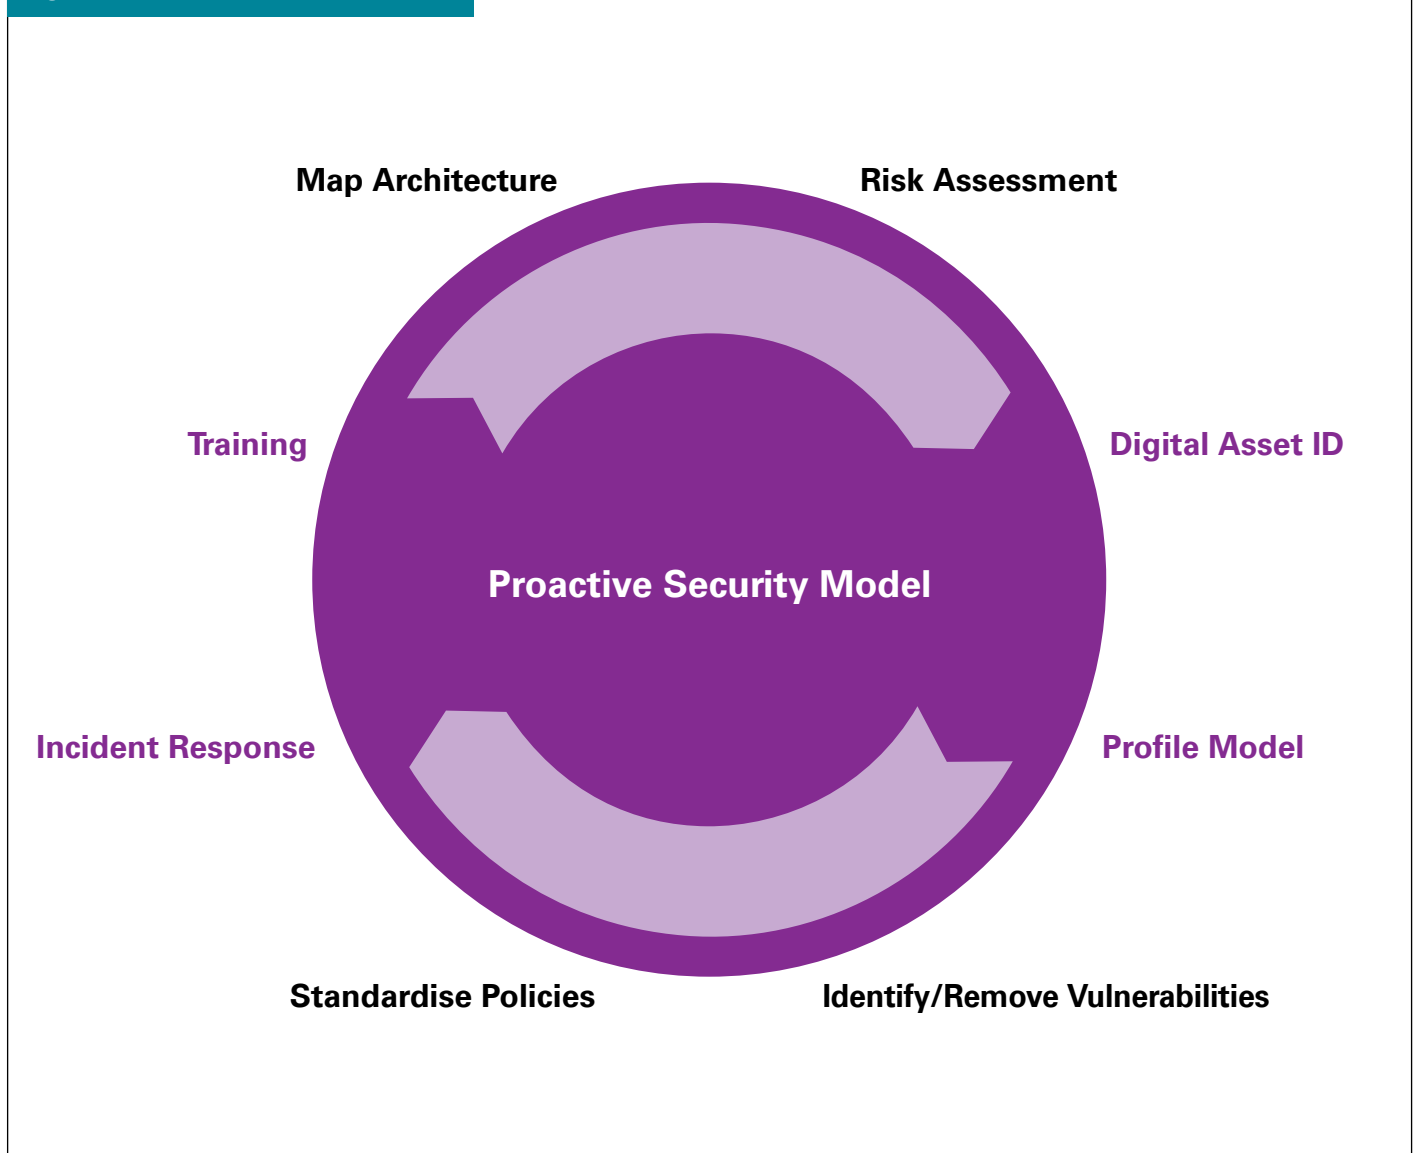 Map Architecture
Risk Assessment
Training
Digital Asset ID
Proactive Security Model
Incident Response
Profile Model
Standardise Policies
Identify/Remove Vulnerabilities